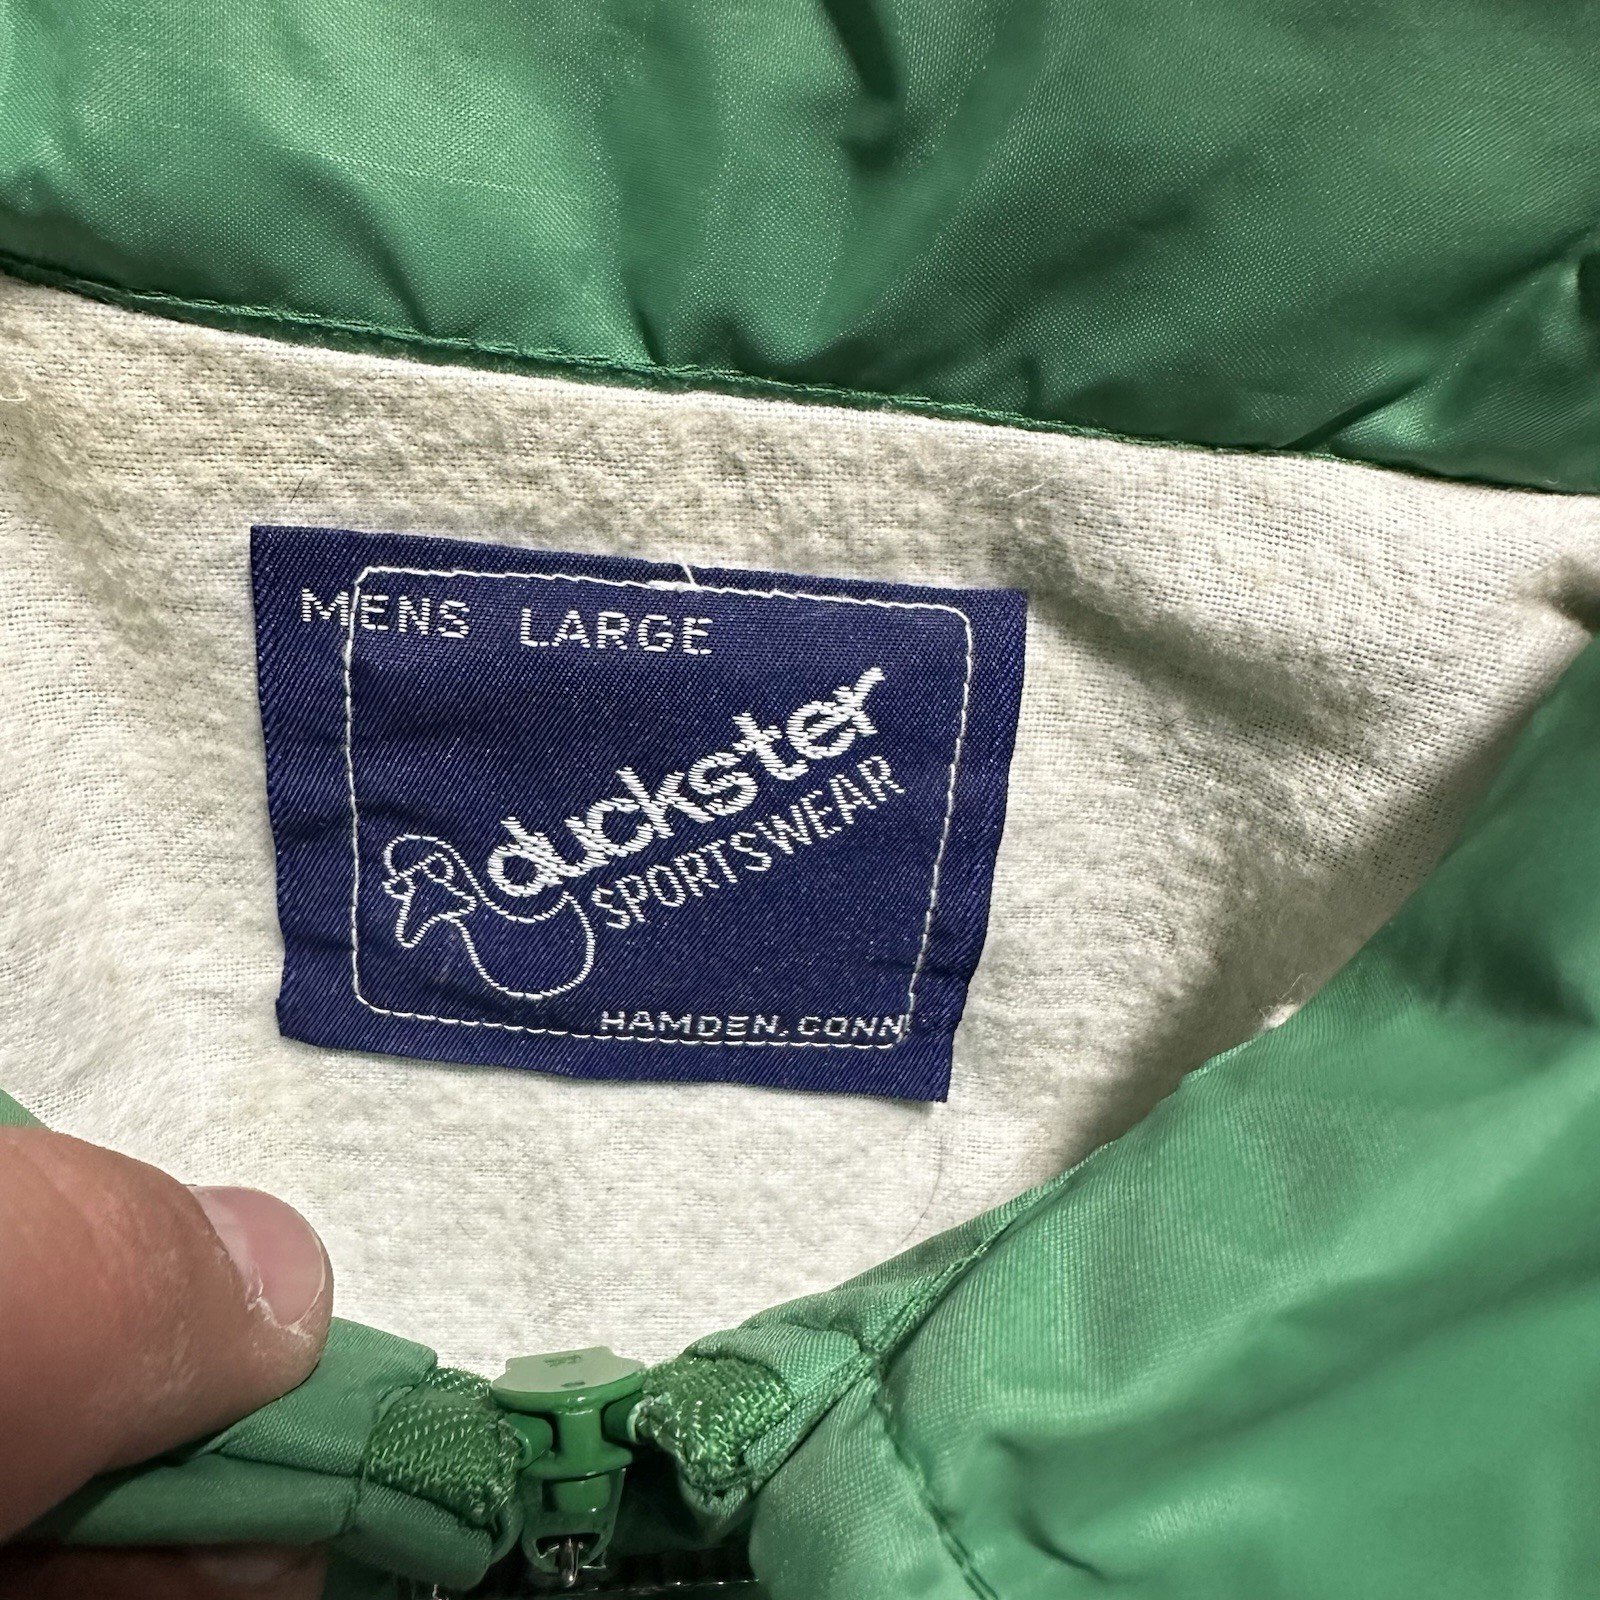 MENS LARGE
duckster
SPORTSWEAR
HAMDEN, CONN